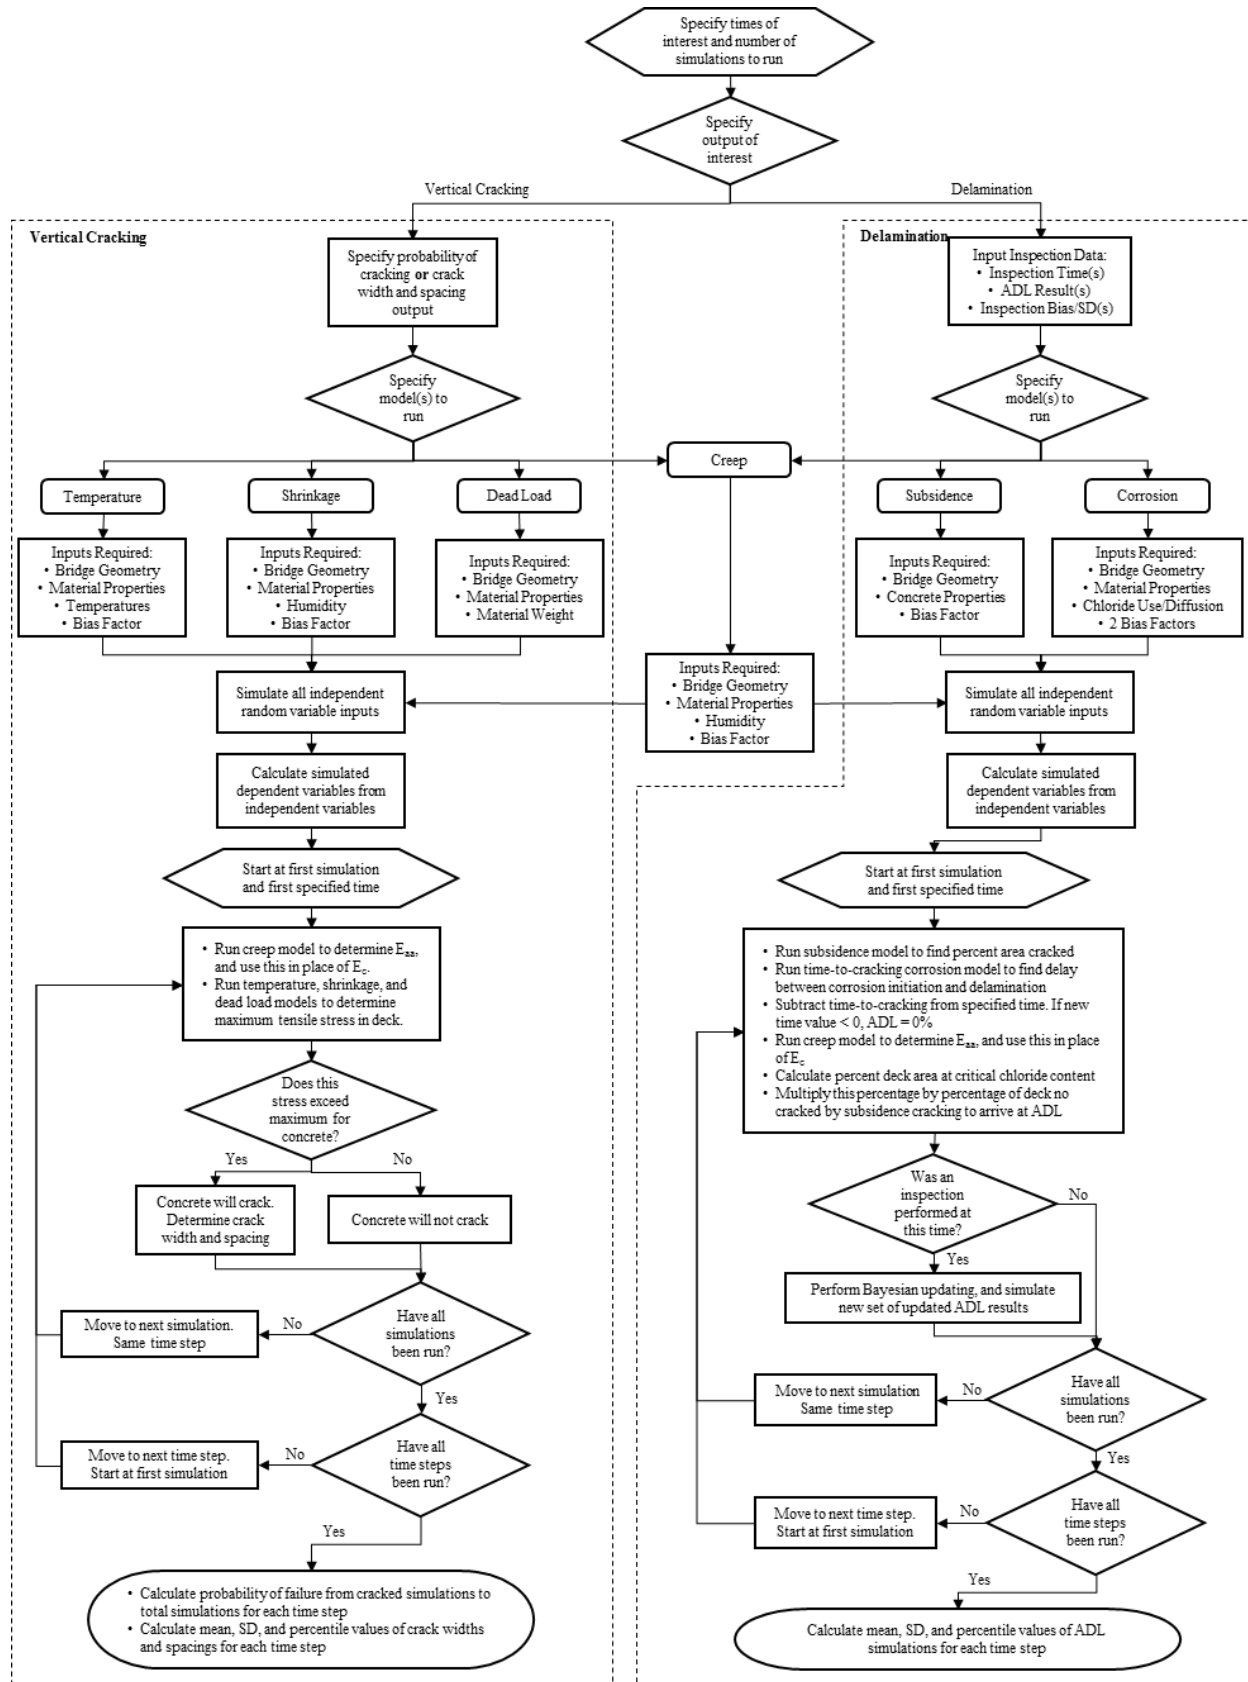 Specify times of
interest and number of
simulations to run
Specify
output of
interest
Vertical Cracking
Delamination
Vertical Cracking
Specify probability of
cracking or crack
width and spacing
output
Specify
model(s) to
run
Temperature
Shrinkage
Dead Load
Inputs Required:
• Bridge Geometry
• Material Properties
• Temperatures
• Bias Factor
Inputs Required:
• Bridge Geometry
• Material Properties
• Humidity
• Bias Factor
Inputs Required:
• Bridge Geometry
• Material Properties
• Material Weight
Creep
Inputs Required:
• Bridge Geometry
• Material Properties
• Humidity
• Bias Factor
Simulate all independent
random variable inputs
Calculate simulated
dependent variables from
independent variables
Start at first simulation
and first specified time
• Run creep model to determine Eaa,
and use this in place of Ec.
• Run temperature, shrinkage, and
dead load models to determine
maximum tensile stress in deck.
Does this
stress exceed
maximum for
concrete?
Yes
No
Concrete will crack.
Determine crack
width and spacing
Concrete will not crack
Have all
simulations
been run?
No
Move to next simulation.
Same time step
Yes
Have all
time steps
been run?
No
Move to next time step.
Start at first simulation
Yes
• Calculate probability of failure from cracked simulations to
total simulations for each time step
• Calculate mean, SD, and percentile values of crack widths
and spacings for each time step
Delamination
Input Inspection Data:
• Inspection Time(s)
• ADL Result(s)
• Inspection Bias/SD(s)
Specify
model(s) to
run
Subsidence
Corrosion
Inputs Required:
• Bridge Geometry
• Concrete Properties
• Bias Factor
Inputs Required:
• Bridge Geometry
• Material Properties
• Chloride Use/Diffusion
• 2 Bias Factors
Simulate all independent
random variable inputs
Calculate simulated
dependent variables from
independent variables
Start at first simulation
and first specified time
• Run subsidence model to find percent area cracked
• Run time-to-cracking corrosion model to find delay
between corrosion initiation and delamination
• Subtract time-to-cracking from specified time. If new
time value < 0, ADL = 0%
• Run creep model to determine Eaa, and use this in place
of Ec
• Calculate percent deck area at critical chloride content
• Multiply this percentage by percentage of deck no
cracked by subsidence cracking to arrive at ADL
Was an
inspection
performed at
this time?
No
Yes
Perform Bayesian updating, and simulate
new set of updated ADL results
Have all
simulations
been run?
No
Move to next simulation
Same time step
Yes
Have all
time steps
been run?
No
Move to next time step.
Start at first simulation
Yes
Calculate mean, SD, and percentile values of ADL
simulations for each time step